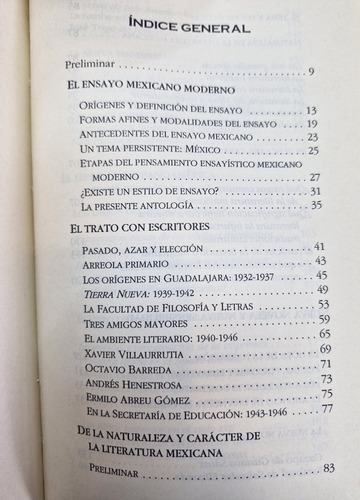 ÍNDICE GENERAL
Preliminar 9
EL ENSAYO MEXICANO MODERNO
ORÍGENES Y DEFINICIÓN DEL ENSAYO 13
FORMAS AFINES Y MODALIDADES DEL ENSAYO 19
ANTECEDENTES DEL ENSAYO MEXICANO 23
UN TEMA PERSISTENTE: MÉXICO 25
ETAPAS DEL PENSAMIENTO ENSAYÍSTICO MEXICANO
MODERNO 27
¿EXISTE UN ESTILO DE ENSAYO? 31
LA PRESENTE ANTOLOGÍA 35
EL TRATO CON ESCRITORES
PASADO, AZAR Y ELECCIÓN 41
ARREOLA PRIMARIO 43
LOS ORÍGENES EN GUADALAJARA: 1932-1937 45
TIERRA NUEVA: 1939-1942 49
LA FACULTAD DE FILOSOFÍA Y LETRAS 53
TRES AMIGOS MAYORES 59
EL AMBIENTE LITERARIO: 1940-1946 65
XAVIER VILLAURRUTIA 69
OCTAVIO BARREDA 71
ANDRÉS HENESTROSA 73
ERMILO ABREU GÓMEZ 75
EN LA SECRETARÍA DE EDUCACIÓN: 1943-1946 77
DE LA NATURALEZA Y CARÁCTER DE
LA LITERATURA MEXICANA
PRELIMINAR 83